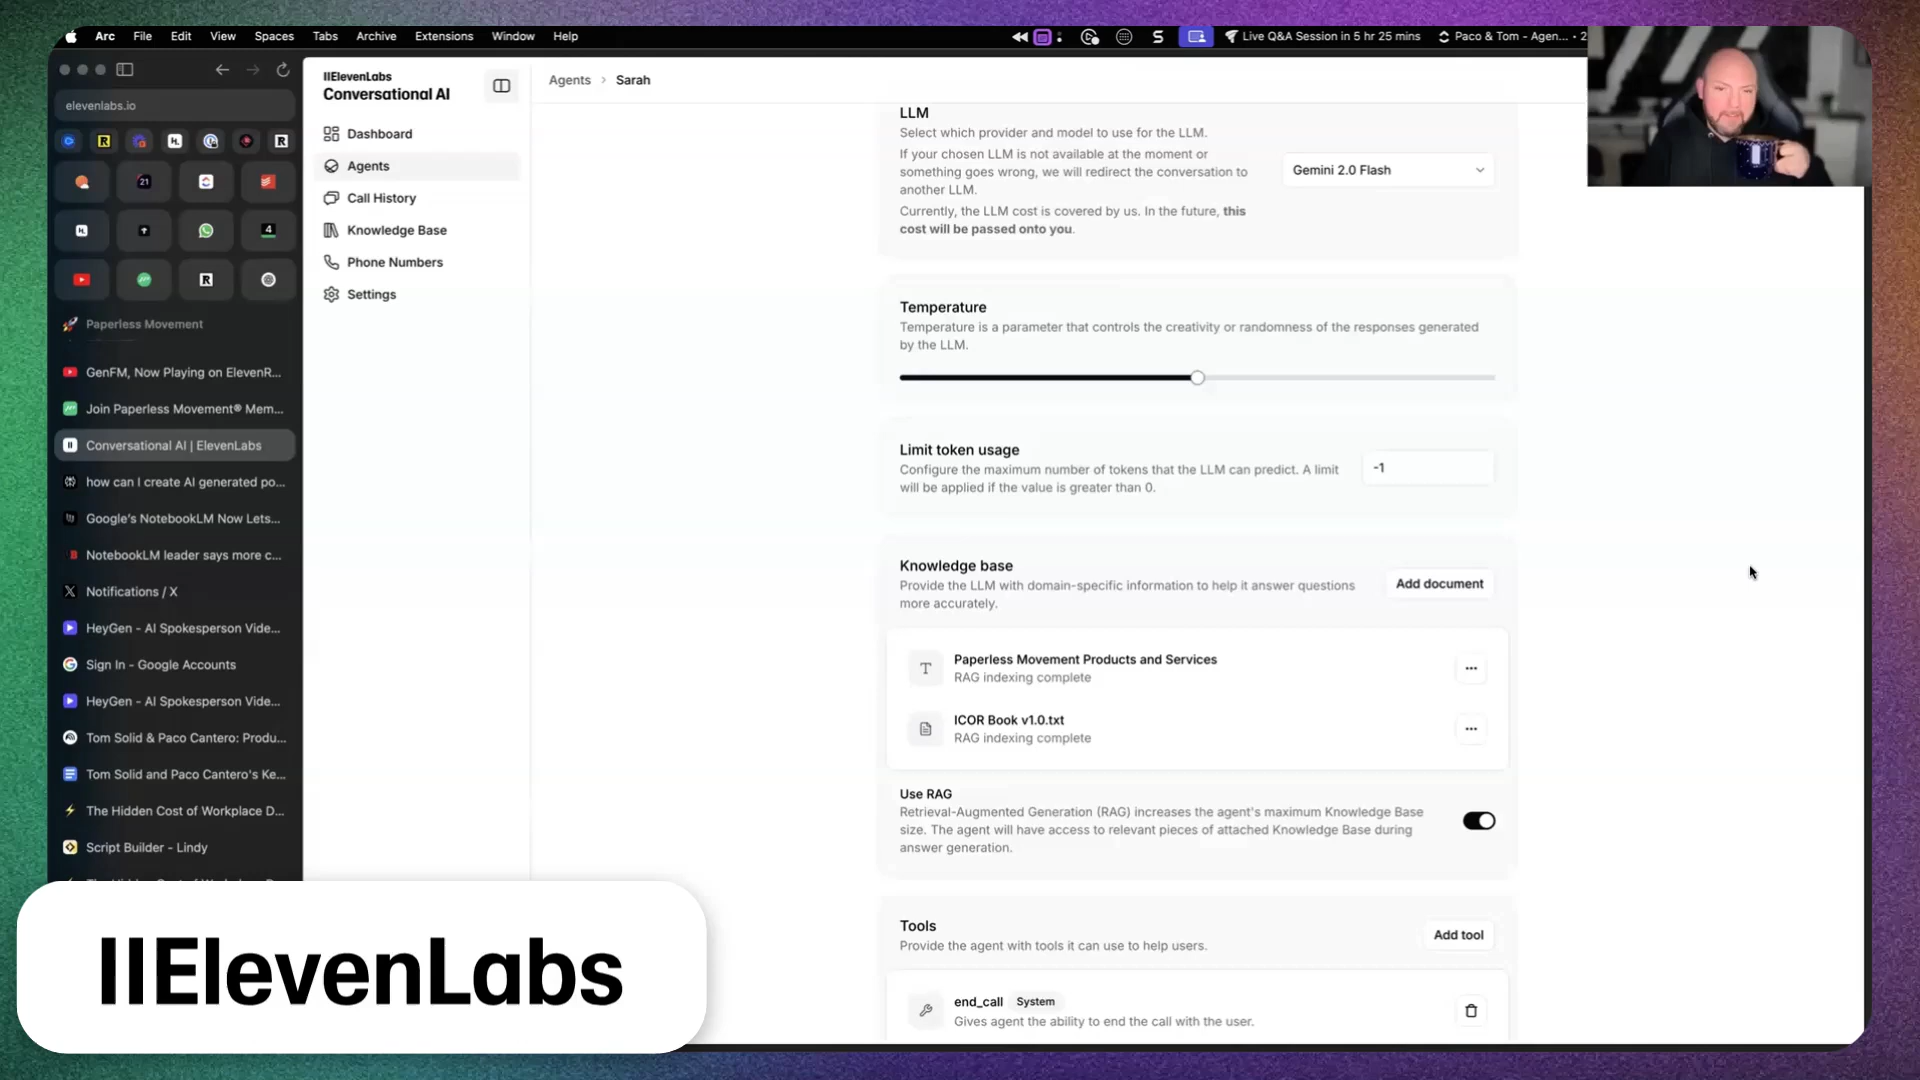 Arc File Edit View Spaces Tabs Archive Extensions Window Help
Live Q&A Session in 5 hr 25 mins
Paco & Tom - Agen... • 2
elevenlabs.io
21
4
Paperless Movement
GenFM, Now Playing on ElevenR...
Join Paperless Movement® Mem...
Conversational AI | ElevenLabs
how can I create AI generated po...
Google's NotebookLM Now Lets...
NotebookLM leader says more c...
Notifications / X
HeyGen - AI Spokesperson Vide...
Sign In - Google Accounts
HeyGen - AI Spokesperson Vide...
Tom Solid & Paco Cantero: Produ...
Tom Solid and Paco Cantero's Ke...
The Hidden Cost of Workplace D...
Script Builder - Lindy
IIElevenLabs
Conversational AI
Dashboard
Agents
Call History
Knowledge Base
Phone Numbers
Settings
Agents > Sarah
LLM
Select which provider and model to use for the LLM.
If your chosen LLM is not available at the moment or
something goes wrong, we will redirect the conversation to
another LLM.
Currently, the LLM cost is covered by us. In the future, this
cost will be passed onto you.
Gemini 2.0 Flash
Temperature
Temperature is a parameter that controls the creativity or randomness of the responses generated
by the LLM.
Limit token usage
Configure the maximum number of tokens that the LLM can predict. A limit
will be applied if the value is greater than 0.
-1
Knowledge base
Provide the LLM with domain-specific information to help it answer questions
more accurately.
Add document
Paperless Movement Products and Services
RAG indexing complete
ICOR Book v1.0.txt
RAG indexing complete
Use RAG
Retrieval-Augmented Generation (RAG) increases the agent's maximum Knowledge Base
size. The agent will have access to relevant pieces of attached Knowledge Base during
answer generation.
Tools
Provide the agent with tools it can use to help users.
Add tool
end_call System
Gives agent the ability to end the call with the user.
IIElevenLabs